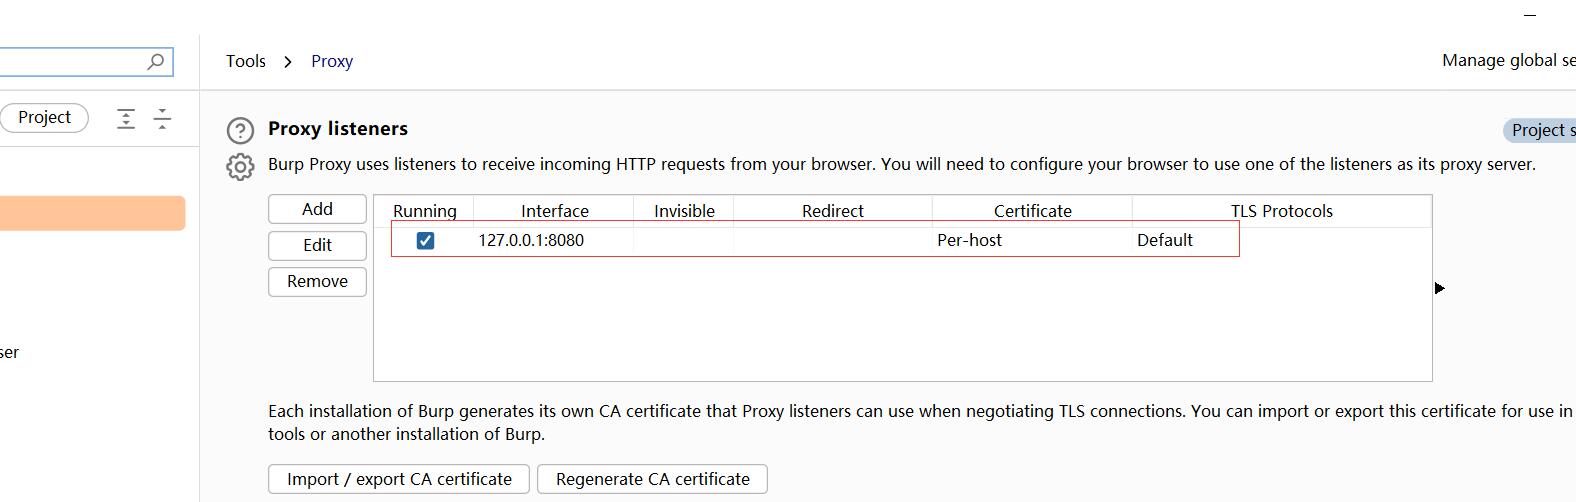 Tools > Proxy
Manage global se
Project
Proxy listeners
Project s
Burp Proxy uses listeners to receive incoming HTTP requests from your browser. You will need to configure your browser to use one of the listeners as its proxy server.
Add
Running Interface Invisible Redirect Certificate TLS Protocols
Edit
127.0.0.1:8080 Per-host Default
Remove
ser
Each installation of Burp generates its own CA certificate that Proxy listeners can use when negotiating TLS connections. You can import or export this certificate for use in
tools or another installation of Burp.
Import / export CA certificate
Regenerate CA certificate